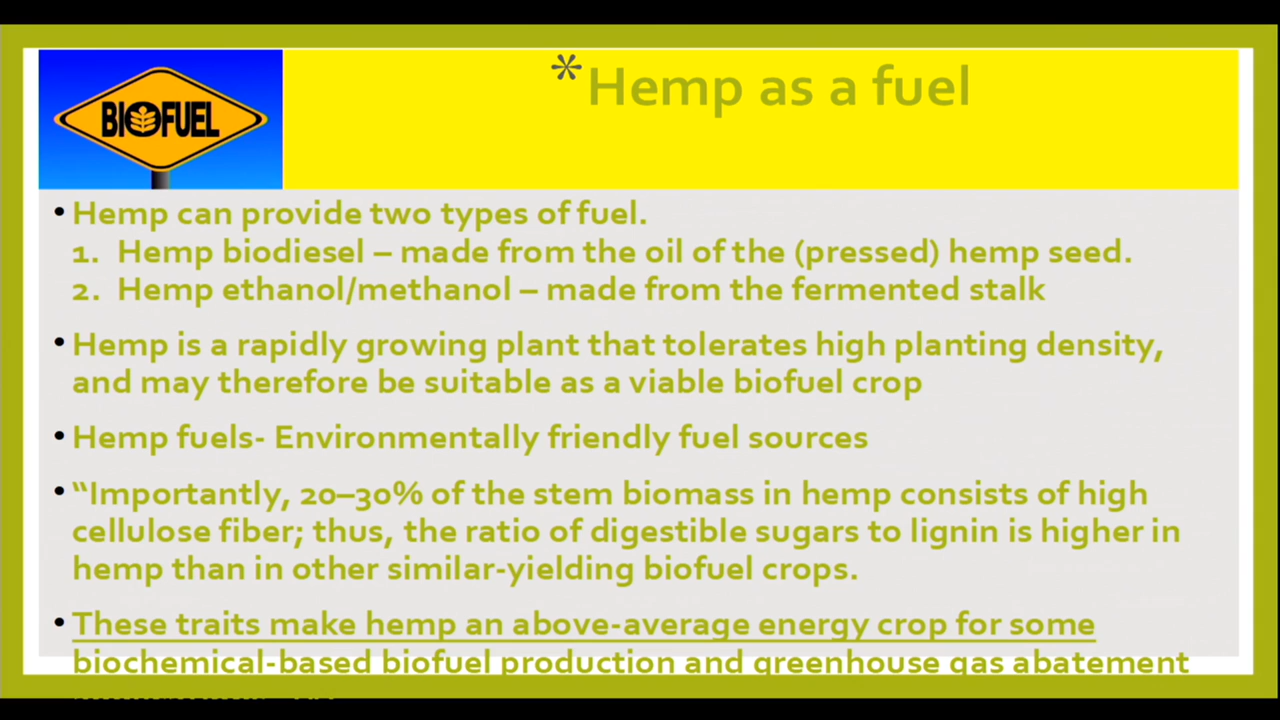 BIOFUEL
*Hemp as a fuel
• Hemp can provide two types of fuel.
1. Hemp biodiesel – made from the oil of the (pressed) hemp seed.
2. Hemp ethanol/methanol – made from the fermented stalk
• Hemp is a rapidly growing plant that tolerates high planting density,
and may therefore be suitable as a viable biofuel crop
• Hemp fuels- Environmentally friendly fuel sources
• “Importantly, 20–30% of the stem biomass in hemp consists of high
cellulose fiber; thus, the ratio of digestible sugars to lignin is higher in
hemp than in other similar-yielding biofuel crops.
• These traits make hemp an above-average energy crop for some
biochemical-based biofuel production and greenhouse gas abatement